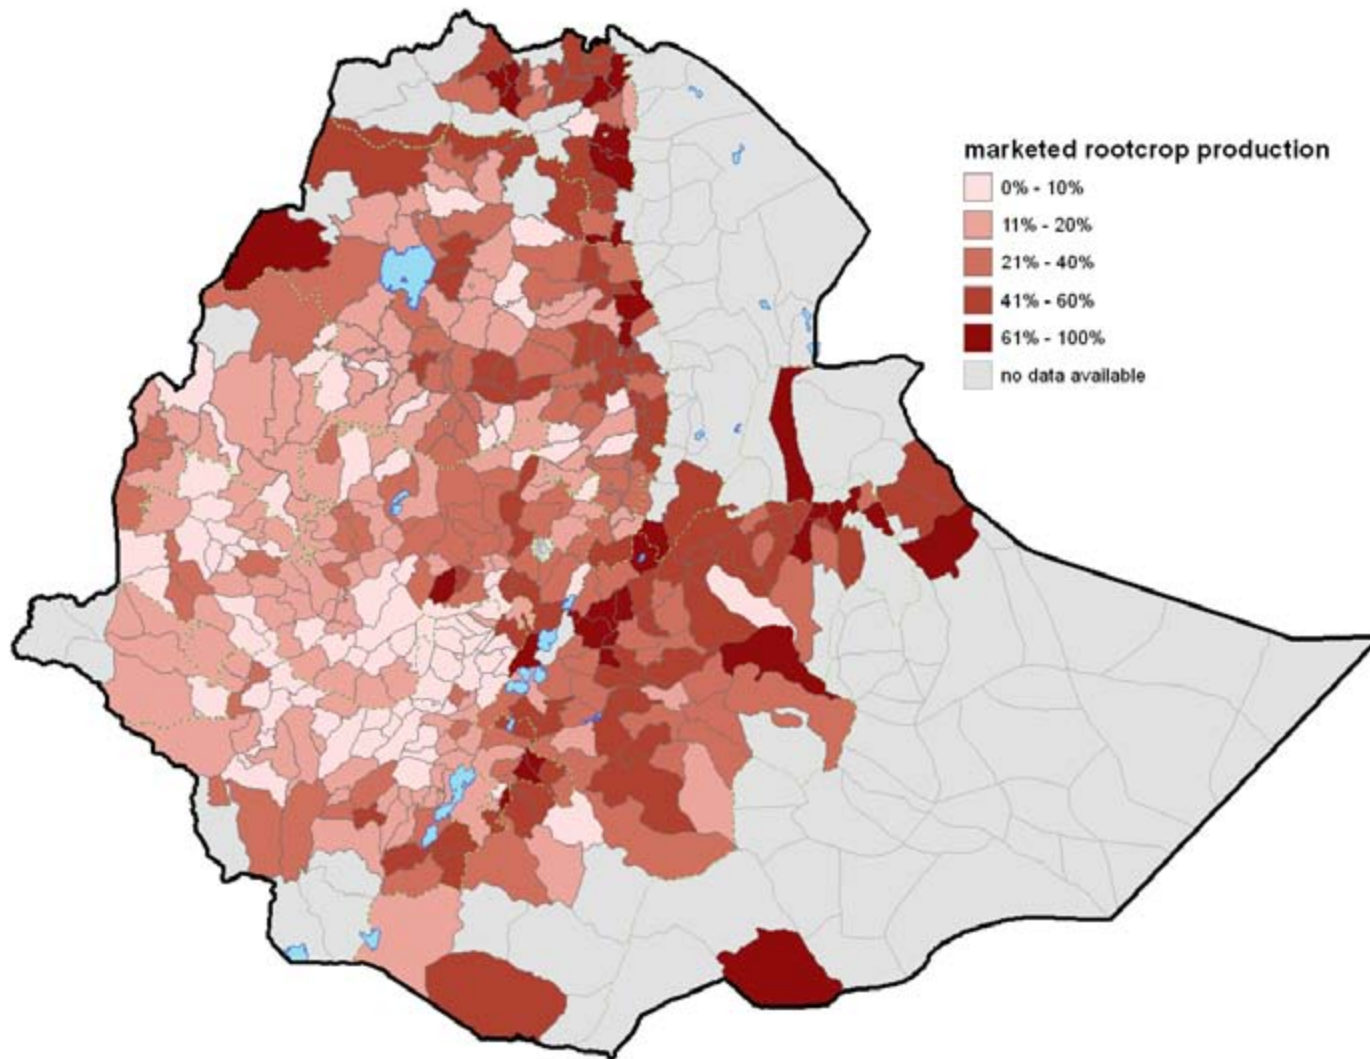 marketed rootcrop production
0% - 10%
11% - 20%
21% - 40%
41% - 60%
61% - 100%
no data available